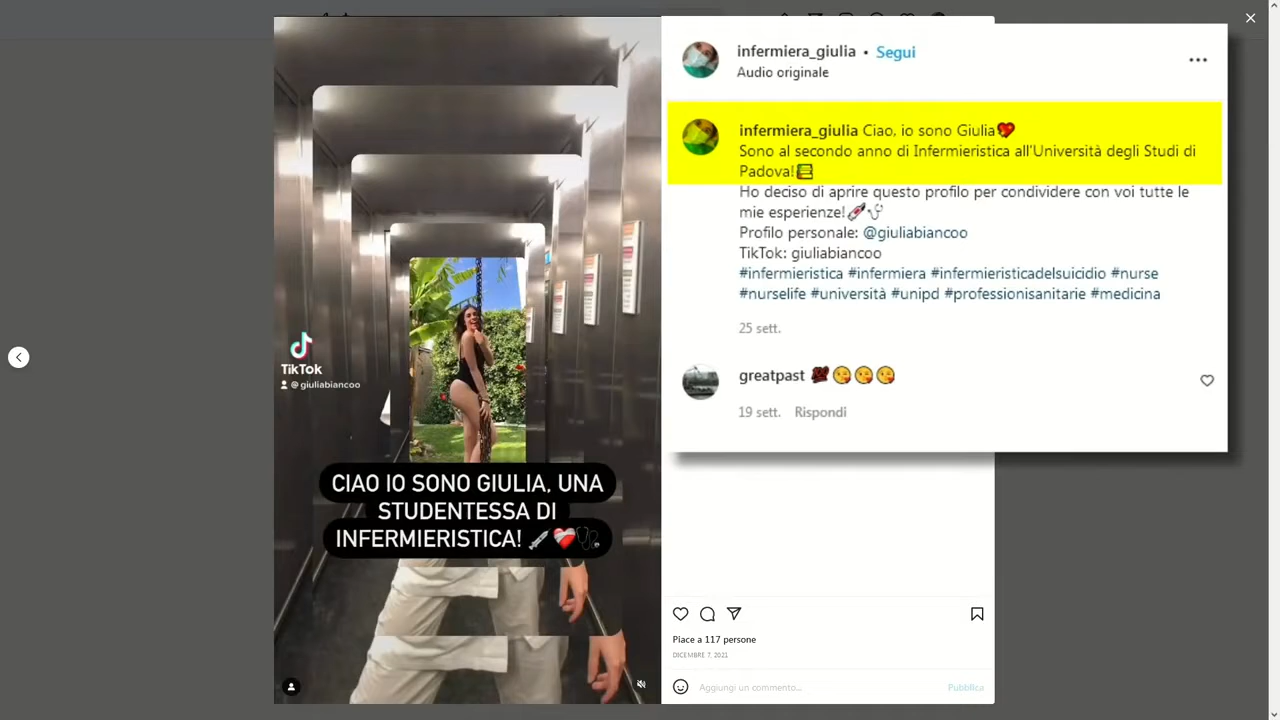 infermiera_giulia • Segui
Audio originale
infermiera_giulia Ciao, io sono Giulia💖
Sono al secondo anno di Infermieristica all'Università degli Studi di
Padova!📗
Ho deciso di aprire questo profilo per condividere con voi tutte le
mie esperienze!💉🩺
Profilo personale: @giuliabiancoo
TikTok: giuliabiancoo
#infermieristica #infermiera #infermieristicadelsuicidio #nurse
#nurselife #università #unipd #professionisanitarie #medicina
25 sett.
greatpast 💯😘😘😘
19 sett. Rispondi
TikTok
@giuliabiancoo
CIAO IO SONO GIULIA, UNA
STUDENTESSA DI
INFERMIERISTICA! 💉❤️‍🩹🩺
Piace a 117 persone
DICEMBRE 7, 2021
Aggiungi un commento...
Pubblica